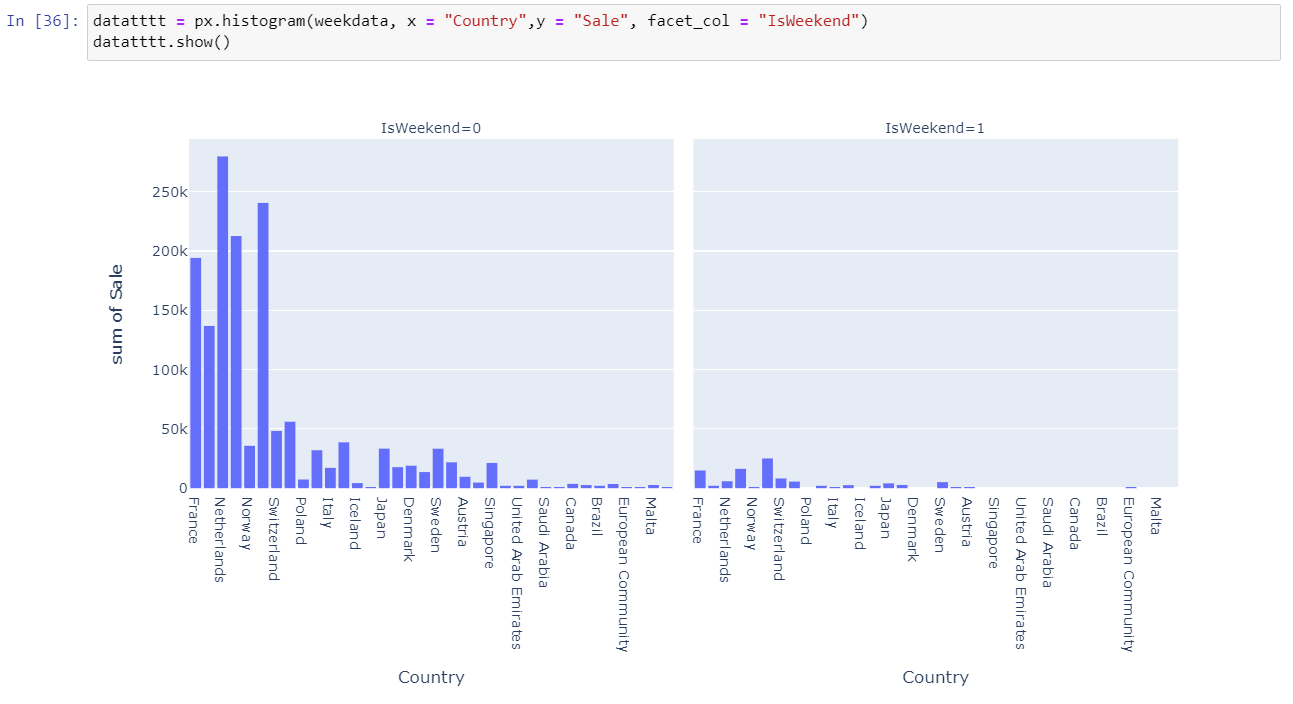 In [36]: datatttt = px.histogram(weekdata, x = "Country",y = "Sale", facet_col = "IsWeekend")
datatttt.show()
IsWeekend=0
IsWeekend=1
sum of Sale
250k
200k
150k
100k
50k
0
France
Netherlands
Norway
Switzerland
Poland
Italy
Iceland
Japan
Denmark
Sweden
Austria
Singapore
United Arab Emirates
Saudi Arabia
Canada
Brazil
European Community
Malta
France
Netherlands
Norway
Switzerland
Poland
Italy
Iceland
Japan
Denmark
Sweden
Austria
Singapore
United Arab Emirates
Saudi Arabia
Canada
Brazil
European Community
Malta
Country
Country